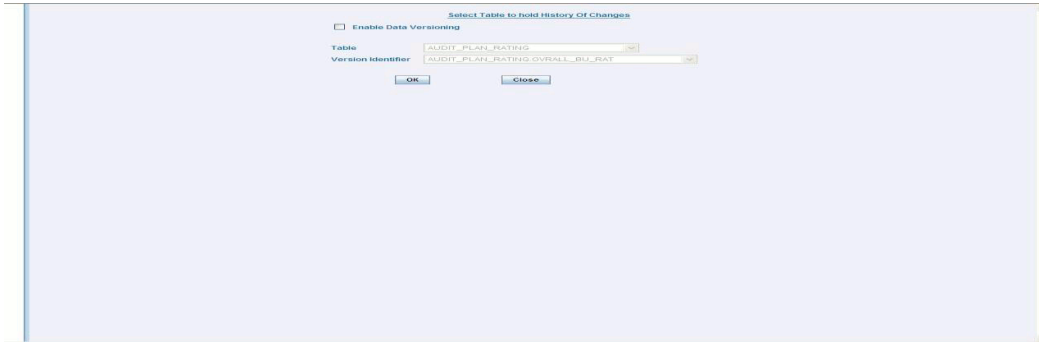 Select Table to hold History Of Changes
Enable Data Versioning
Table AUDIT_PLAN_RATING
Version Identifier AUDIT_PLAN_RATING.OVRALL_BU_RAT
OK Close